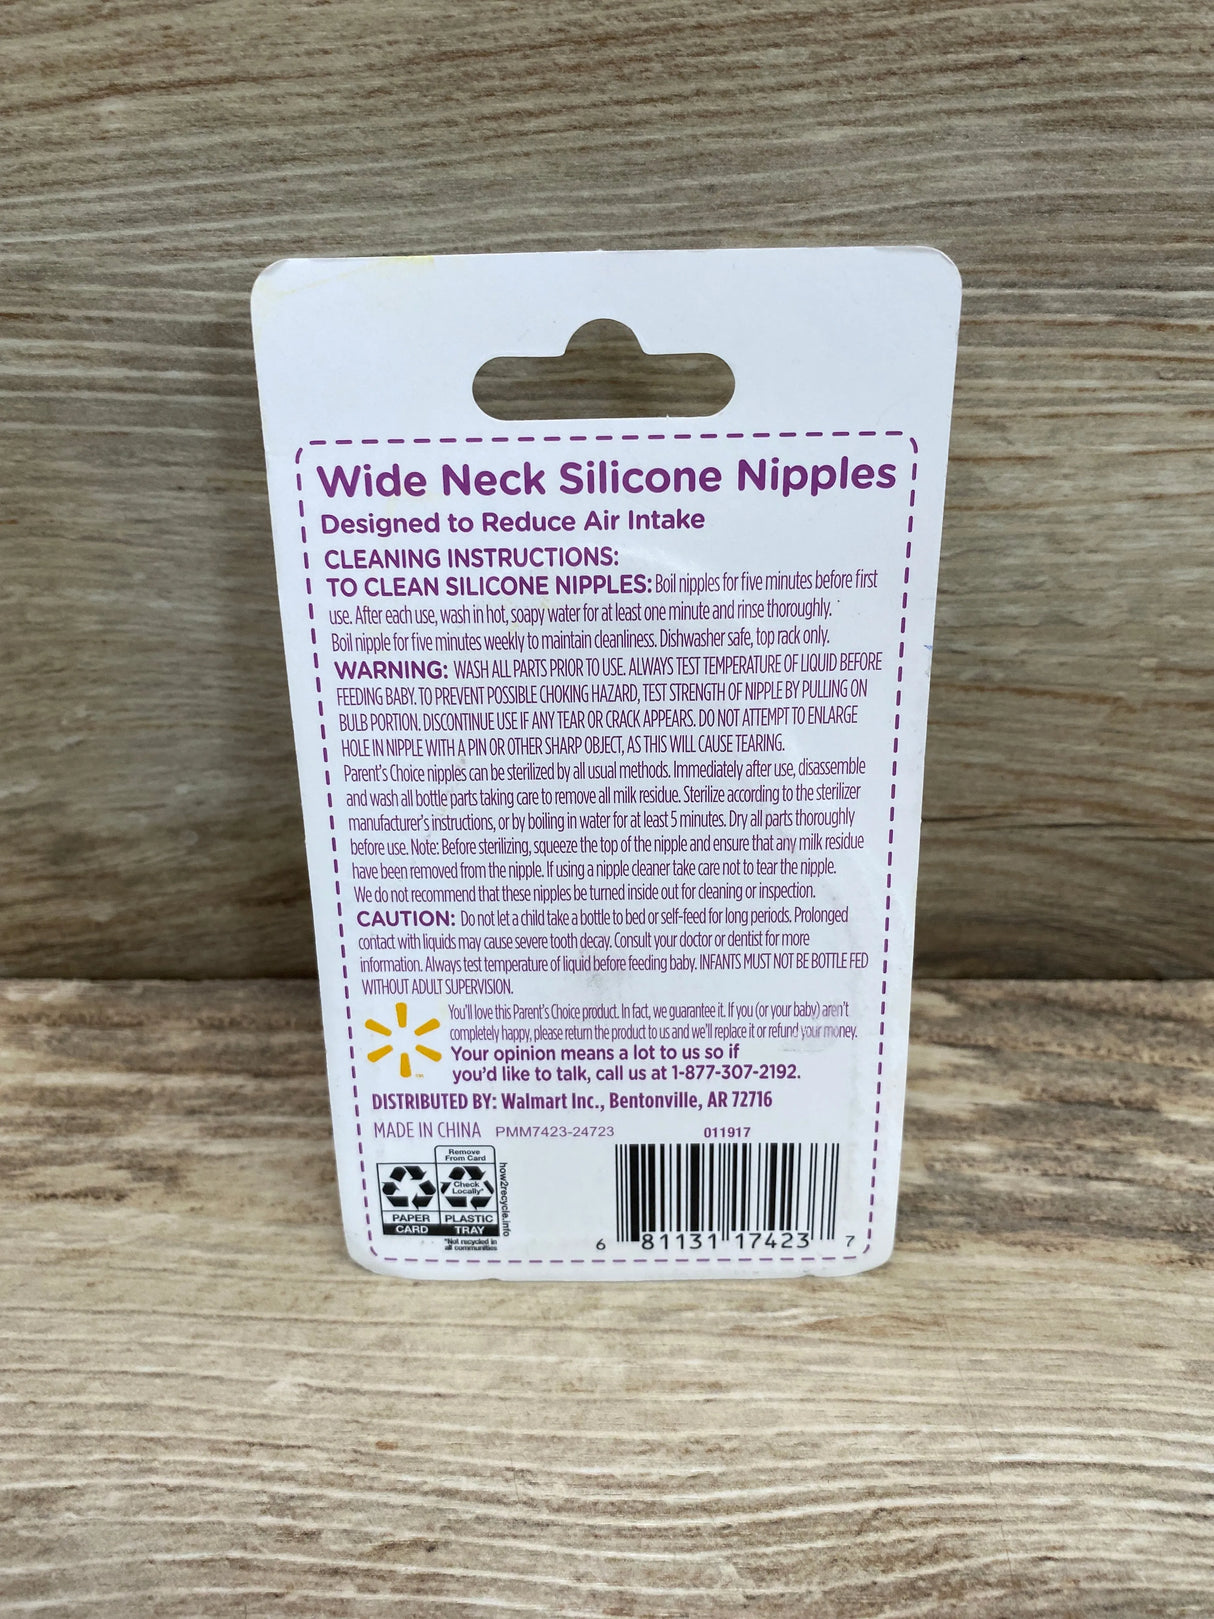 Wide Neck Silicone Nipples
Designed to Reduce Air Intake
CLEANING INSTRUCTIONS:
TO CLEAN SILICONE NIPPLES: Boil nipples for five minutes before first
use. After each use, wash in hot, soapy water for at least one minute and rinse thoroughly.
Boil nipple for five minutes weekly to maintain cleanliness. Dishwasher safe, top rack only.
WARNING: WASH ALL PARTS PRIOR TO USE. ALWAYS TEST TEMPERATURE OF LIQUID BEFORE
FEEDING BABY. TO PREVENT POSSIBLE CHOKING HAZARD, TEST STRENGTH OF NIPPLE BY PULLING ON
BULB PORTION. DISCONTINUE USE IF ANY TEAR OR CRACK APPEARS. DO NOT ATTEMPT TO ENLARGE
HOLE IN NIPPLE WITH A PIN OR OTHER SHARP OBJECT, AS THIS WILL CAUSE TEARING.
Parent's Choice nipples can be sterilized by all usual methods. Immediately after use, disassemble
and wash all bottle parts taking care to remove all milk residue. Sterilize according to the sterilizer
manufacturer's instructions, or by boiling in water for at least 5 minutes. Dry all parts thoroughly
before use. Note: Before sterilizing, squeeze the top of the nipple and ensure that any milk residue
have been removed from the nipple. If using a nipple cleaner take care not to tear the nipple.
We do not recommend that these nipples be turned inside out for cleaning or inspection.
CAUTION: Do not let a child take a bottle to bed or self-feed for long periods. Prolonged
contact with liquids may cause severe tooth decay. Consult your doctor or dentist for more
information. Always test temperature of liquid before feeding baby. INFANTS MUST NOT BE BOTTLE FED
WITHOUT ADULT SUPERVISION.
You'll love this Parent's Choice product. In fact, we guarantee it. If you (or your baby) aren't
completely happy, please return the product to us and we'll replace it or refund your money.
Your opinion means a lot to us so if
you'd like to talk, call us at 1-877-307-2192.
DISTRIBUTED BY: Walmart Inc., Bentonville, AR 72716
MADE IN CHINA PMM7423-24723 011917
Remove
From Card
Check
Locally*
PAPER
CARD
PLASTIC
TRAY
*Not recycled in
all communities
how2recycle.info
6 81131 17423 7